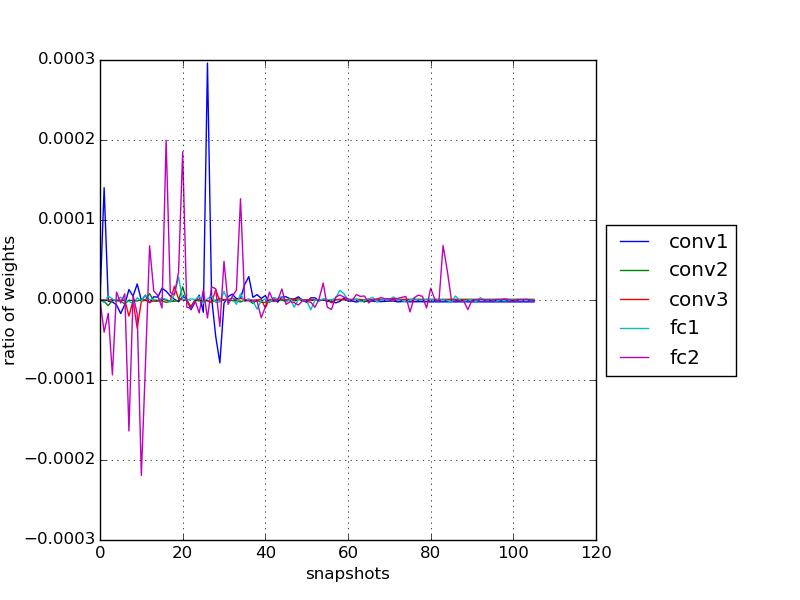 0.0003
0.0002
0.0001
0.0000
−0.0001
−0.0002
−0.0003
ratio of weights
0 20 40 60 80 100 120
snapshots
conv1
conv2
conv3
fc1
fc2